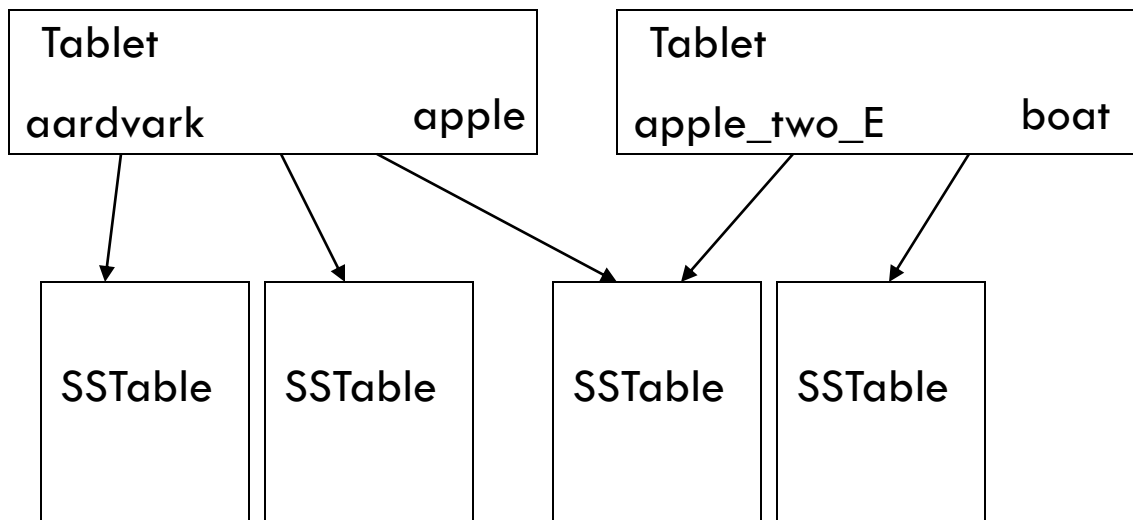 Tablet
aardvark apple
Tablet
apple_two_E boat
SSTable
SSTable
SSTable
SSTable